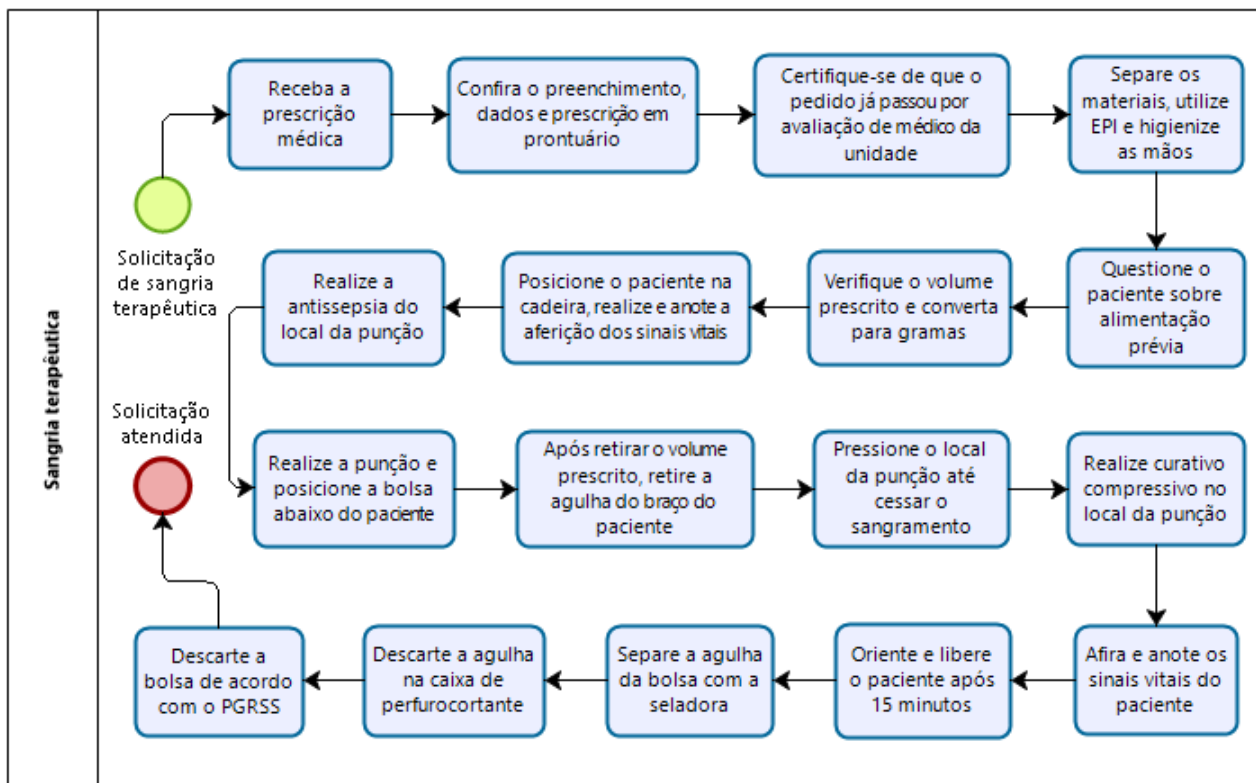 Sangria terapêutica
Solicitação
de sangria
terapêutica
Receba a
prescrição
médica
Confira o preenchimento,
dados e prescrição em
prontuário
Certifique-se de que o
pedido já passou por
avaliação de médico da
unidade
Separe os
materiais, utilize
EPI e higienize
as mãos
Questione o
paciente sobre
alimentação
prévia
Verifique o volume
prescrito e converta
para gramas
Posicione o paciente na
cadeira, realize e anote a
aferição dos sinais vitais
Realize a
antissepsia do
local da punção
Realize a punção e
posicione a bolsa
abaixo do paciente
Após retirar o volume
prescrito, retire a
agulha do braço do
paciente
Pressione o local
da punção até
cessar o
sangramento
Realize curativo
compressivo no
local da punção
Afira e anote os
sinais vitais do
paciente
Oriente e libere
o paciente após
15 minutos
Separe a agulha
da bolsa com a
seladora
Descarte a agulha
na caixa de
perfurocortante
Descarte a
bolsa de acordo
com o PGRSS
Solicitação
atendida